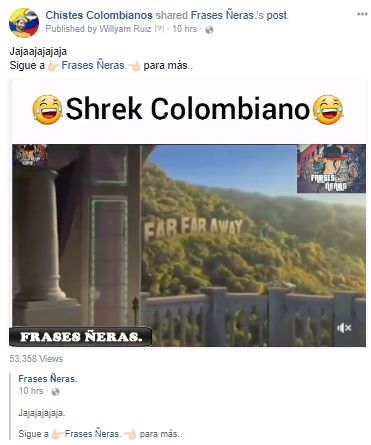 Chistes Colombianos shared Frases Ñeras.'s post.
Published by Willyam Ruiz [?] · 10 hrs ·
Jajaajajajaja
Sigue a 👉🏻Frases Ñeras.👈🏻 para más..
😂Shrek Colombiano😂
FRASES
ÑERAS
FAR FAR AWAY
FRASES ÑERAS.
53,358 Views
Frases Ñeras.
10 hrs ·
Jajajajajaja.
Sigue a 👉🏻Frases Ñeras. 👈🏻 para más..